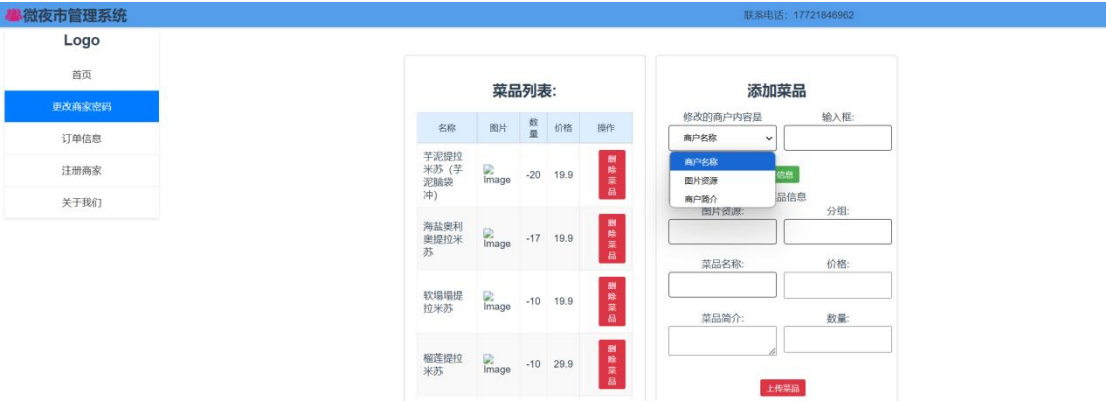 微夜市管理系统
联系电话: 17721846962
Logo
首页
更改商家密码
订单信息
注册商家
关于我们
菜品列表:
名称
图片
数
量
价格
操作
芋泥提拉
米苏 (芋
泥脑袋
冲)
Image
-20
19.9
删
除
菜
品
海盐奥利
奥提拉米
苏
Image
-17
19.9
删
除
菜
品
软塌塌提
拉米苏
Image
-10
19.9
删
除
菜
品
榴莲提拉
米苏
Image
-10
29.9
删
除
菜
品
添加菜品
修改的商户内容是
输入框:
商户名称
商户名称
图片资源
商户简介
信息
品信息
图片资源:
分组:
菜品名称:
价格:
菜品简介:
数量:
上传菜品